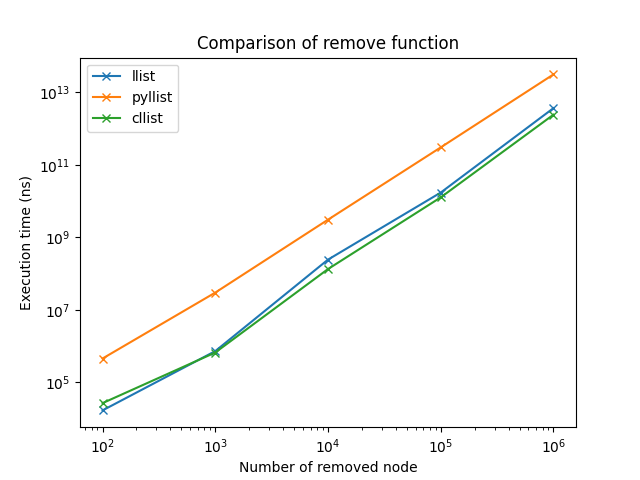 Comparison of remove function
llist
pyllist
cllist
10¹³
10¹¹
10⁹
10⁷
10⁵
Execution time (ns)
10² 10³ 10⁴ 10⁵ 10⁶
Number of removed node